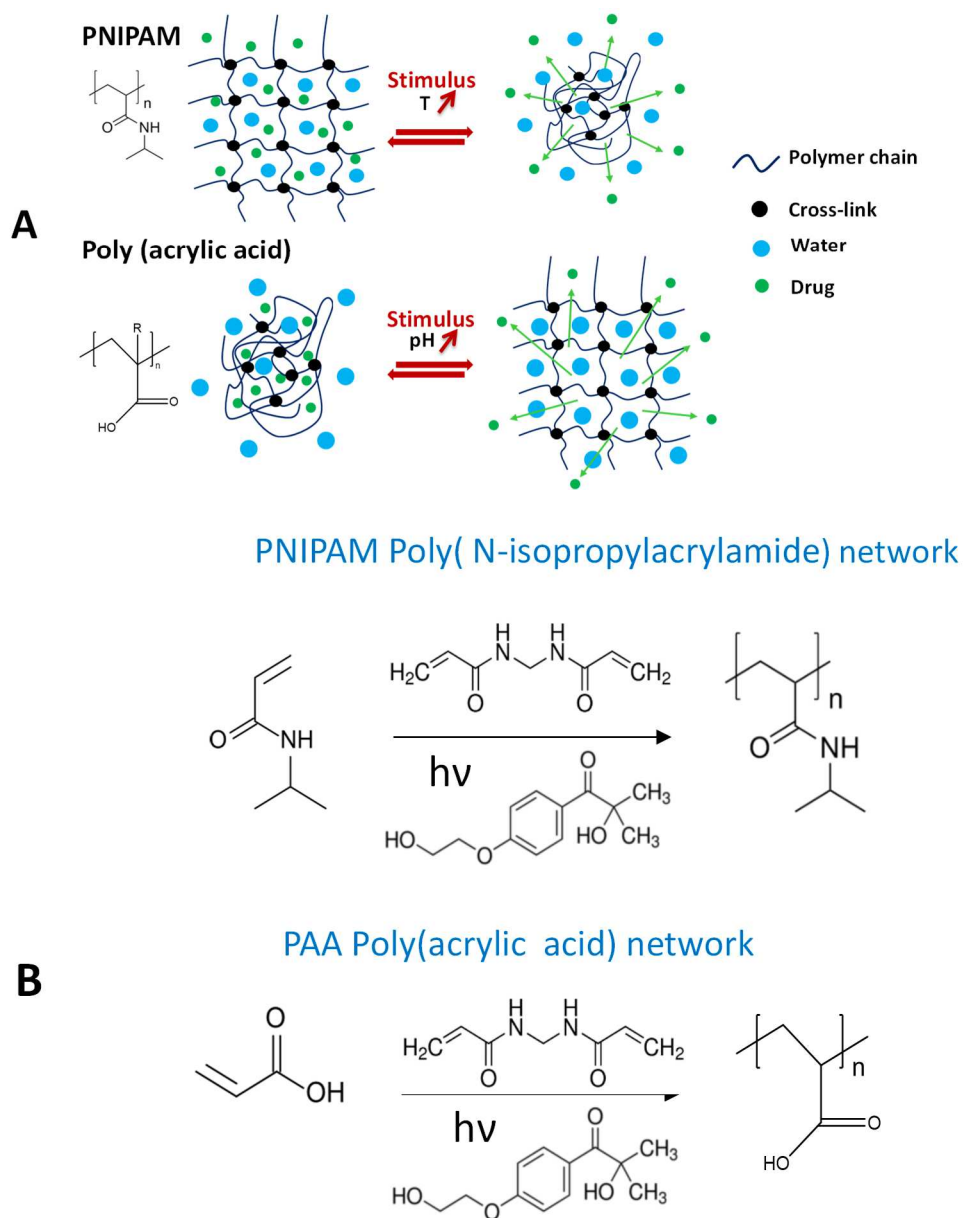 PNIPAM
n
O
NH
Stimulus
T
Polymer chain
Cross-link
Water
Drug
A
Poly (acrylic acid)
R
n
O
HO
Stimulus
pH
PNIPAM Poly( N-isopropylacrylamide) network
O
NH
H2C
O
H
N
H
N
O
CH2
hν
HO
O
O
HO
CH3
CH3
n
O
NH
B
PAA Poly(acrylic acid) network
O
OH
H2C
O
H
N
H
N
O
CH2
hν
HO
O
O
HO
CH3
CH3
n
O
HO